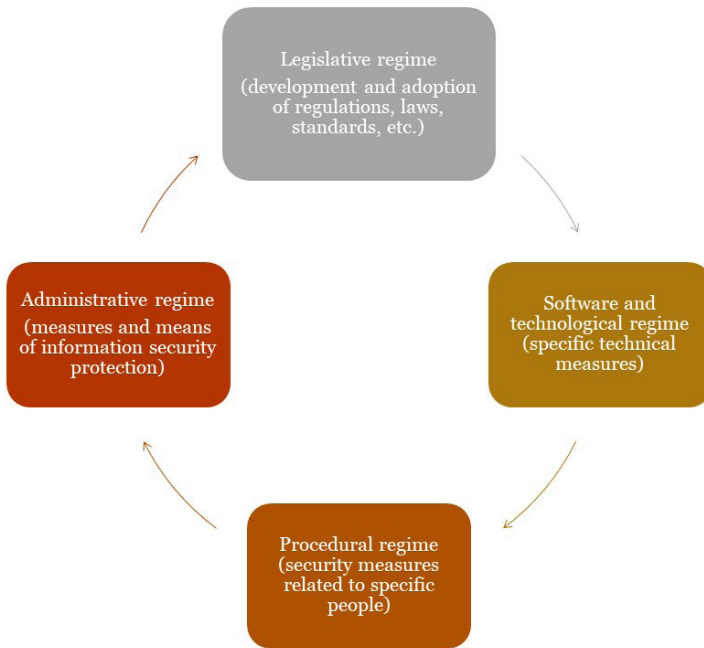 Legislative regime
(development and adoption
of regulations, laws,
standards, etc.)
Software and
technological regime
(specific technical
measures)
Procedural regime
(security measures
related to specific
people)
Administrative regime
(measures and means
of information security
protection)